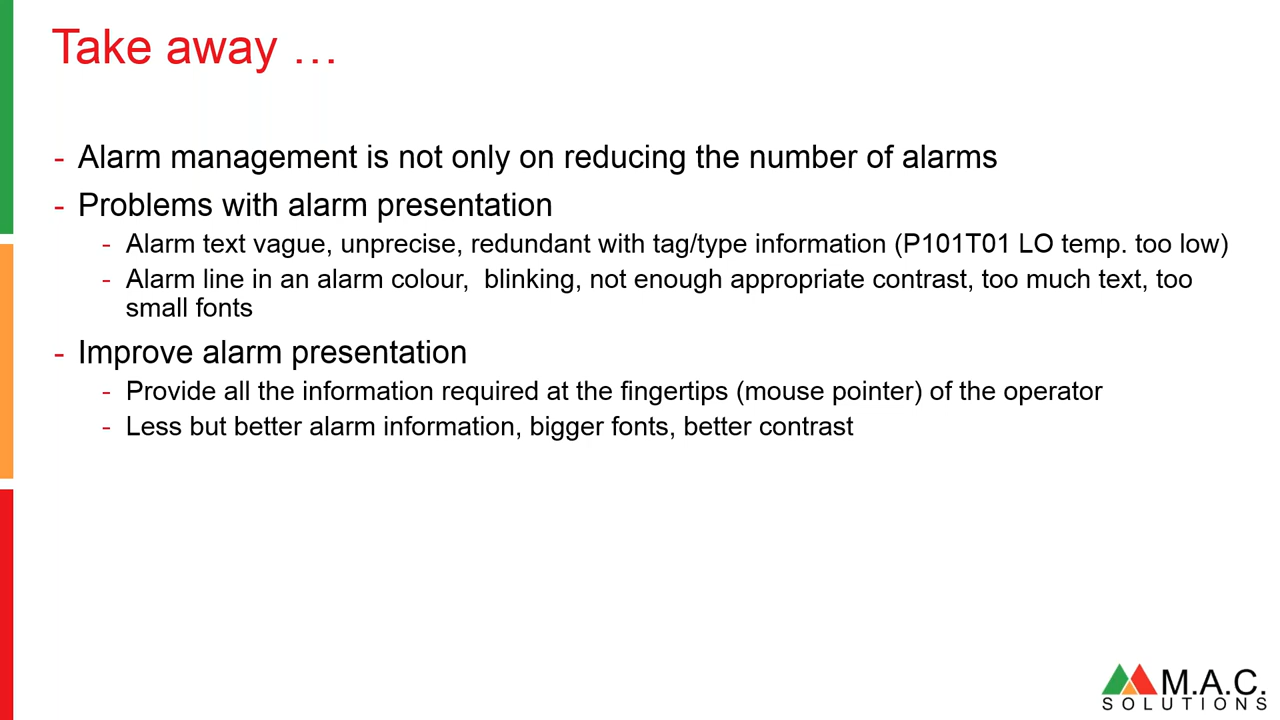 Take away …
- Alarm management is not only on reducing the number of alarms
- Problems with alarm presentation
- Alarm text vague, unprecise, redundant with tag/type information (P101T01 LO temp. too low)
- Alarm line in an alarm colour,  blinking, not enough appropriate contrast, too much text, too
small fonts
- Improve alarm presentation
- Provide all the information required at the fingertips (mouse pointer) of the operator
- Less but better alarm information, bigger fonts, better contrast
M.A.C.
SOLUTIONS